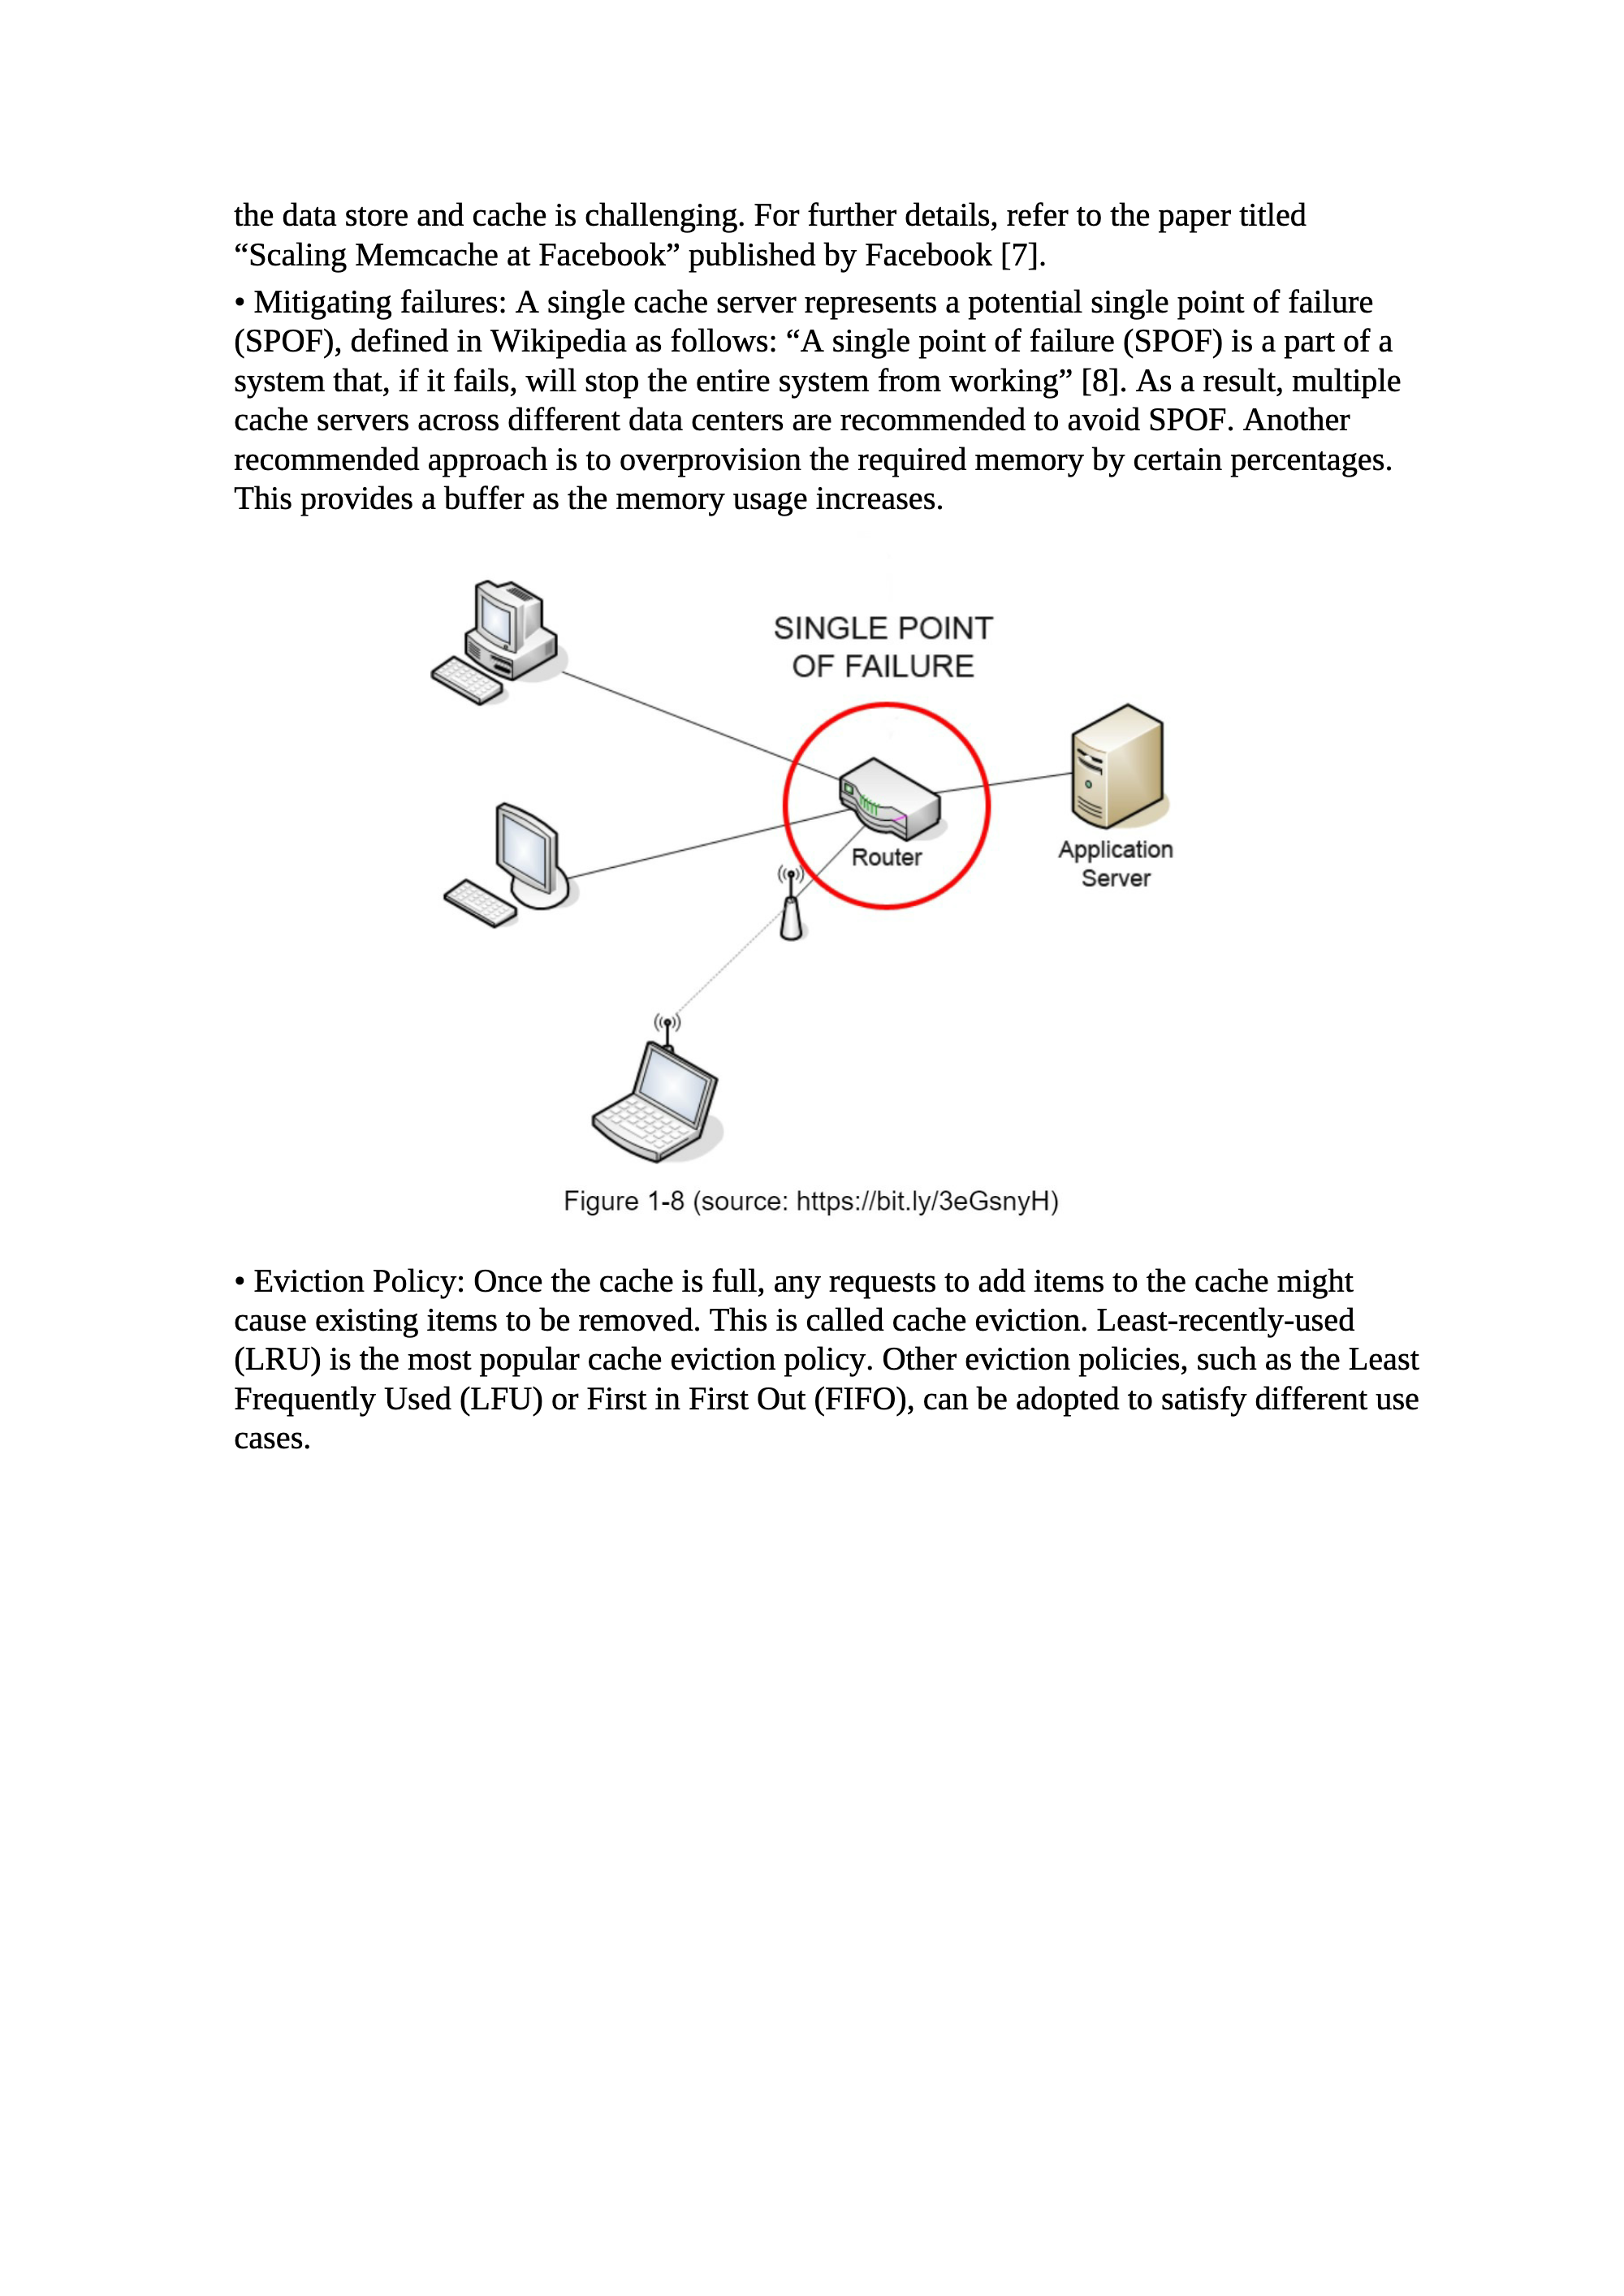 the data store and cache is challenging. For further details, refer to the paper titled
“Scaling Memcache at Facebook” published by Facebook [7].
• Mitigating failures: A single cache server represents a potential single point of failure
(SPOF), defined in Wikipedia as follows: “A single point of failure (SPOF) is a part of a
system that, if it fails, will stop the entire system from working” [8]. As a result, multiple
cache servers across different data centers are recommended to avoid SPOF. Another
recommended approach is to overprovision the required memory by certain percentages.
This provides a buffer as the memory usage increases.
SINGLE POINT
OF FAILURE
Router
Application
Server
Figure 1-8 (source: https://bit.ly/3eGsnyH)
• Eviction Policy: Once the cache is full, any requests to add items to the cache might
cause existing items to be removed. This is called cache eviction. Least-recently-used
(LRU) is the most popular cache eviction policy. Other eviction policies, such as the Least
Frequently Used (LFU) or First in First Out (FIFO), can be adopted to satisfy different use
cases.